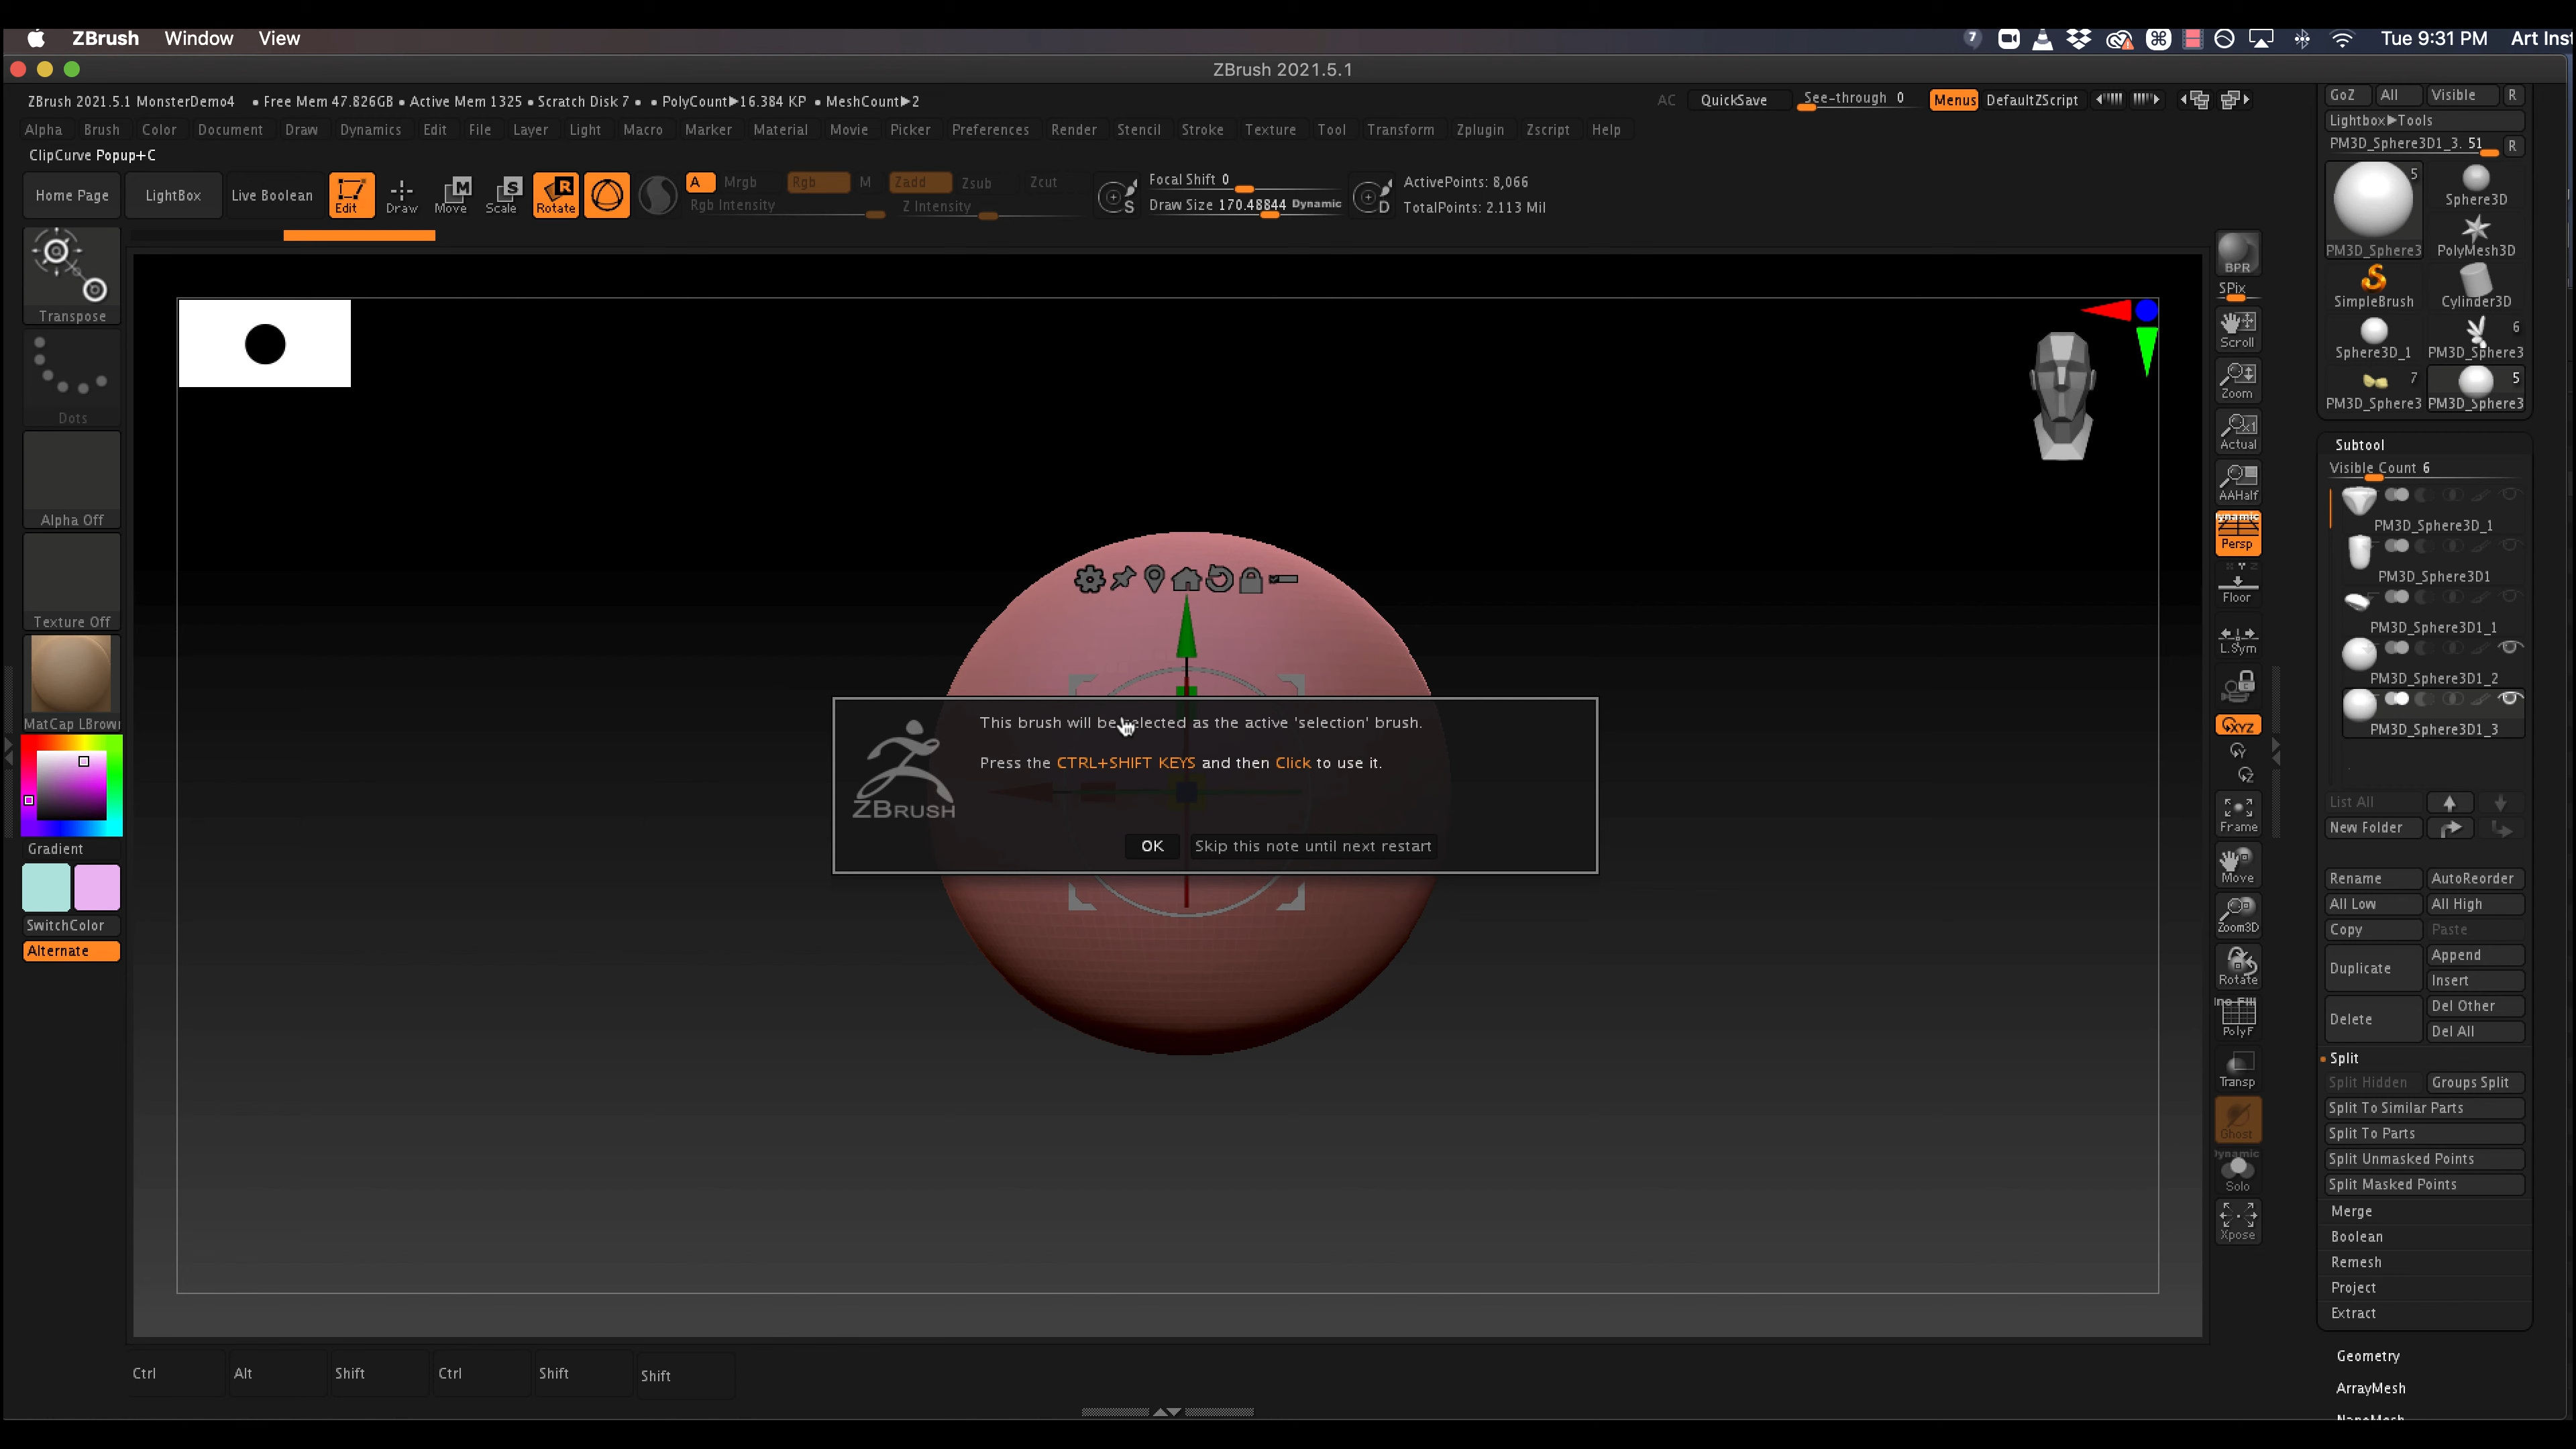 ZBrush Window View
7 Tue 9:31 PM Art Inst
ZBrush 2021.5.1
ZBrush 2021.5.1 MonsterDemo4 • Free Mem 47.826GB • Active Mem 1325 • Scratch Disk 7 • • PolyCount▶16.384 KP • MeshCount▶2
AC QuickSave See-through 0 Menus DefaultZScript
Alpha Brush Color Document Draw Dynamics Edit File Layer Light Macro Marker Material Movie Picker Preferences Render Stencil Stroke Texture Tool Transform Zplugin Zscript Help
ClipCurve Popup+C
Home Page LightBox Live Boolean Edit Draw Move Scale Rotate
M S R
A Mrgb Rgb M Zadd Zsub Zcut
Rgb Intensity Z Intensity
S Focal Shift 0
Draw Size 170.48844 Dynamic
D ActivePoints: 8,066
TotalPoints: 2.113 Mil
Transpose
Dots
Alpha Off
Texture Off
MatCap LBrow
Gradient
SwitchColor
Alternate
This brush will be selected as the active 'selection' brush.
Press the CTRL+SHIFT KEYS and then Click to use it.
ZBRUSH
OK Skip this note until next restart
BPR
SPix
Scroll
Zoom
Actual
AAHalf
Dynamic
Persp
Floor
L.Sym
XYZ
Y
Z
Frame
Move
Zoom3D
Rotate
PolyF
Transp
Ghost
Dynamic
Solo
Xpose
GoZ All Visible R
Lightbox▶Tools
PM3D_Sphere3D1_3. 51 R
5
PM3D_Sphere3
Sphere3D
PolyMesh3D
SimpleBrush Cylinder3D
6
Sphere3D_1 PM3D_Sphere3
7 5
PM3D_Sphere3 PM3D_Sphere3
Subtool
Visible Count 6
PM3D_Sphere3D_1
PM3D_Sphere3D1
PM3D_Sphere3D1_1
PM3D_Sphere3D1_2
PM3D_Sphere3D1_3
List All
New Folder
Rename AutoReorder
All Low All High
Copy Paste
Duplicate Append
Insert
Delete Del Other
Del All
Split
Split Hidden Groups Split
Split To Similar Parts
Split To Parts
Split Unmasked Points
Split Masked Points
Merge
Boolean
Remesh
Project
Extract
Geometry
ArrayMesh
NanoMesh
Ctrl Alt Shift Ctrl Shift Shift